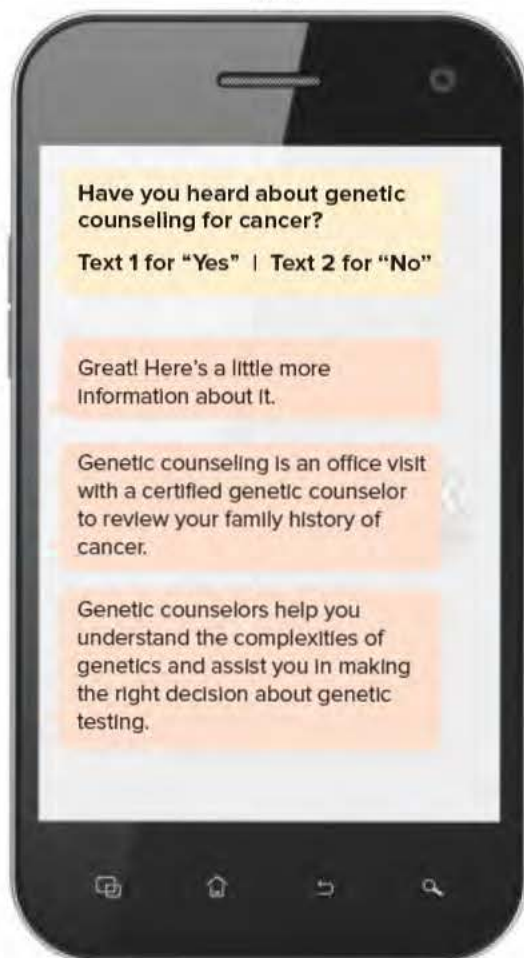 Have you heard about genetic
counseling for cancer?
Text 1 for “Yes” | Text 2 for “No”
Great! Here’s a little more
information about it.
Genetic counseling is an office visit
with a certified genetic counselor
to review your family history of
cancer.
Genetic counselors help you
understand the complexities of
genetics and assist you in making
the right decision about genetic
testing.